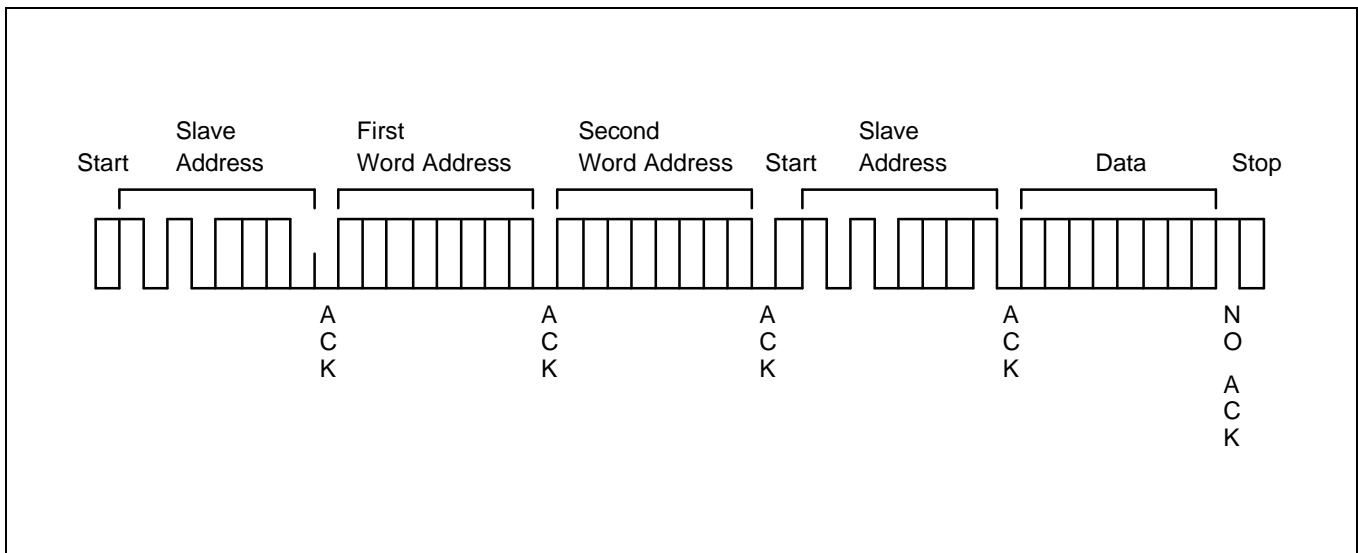 Slave
Address
First
Word Address
Second
Word Address
Slave
Address
Start
Start
Data
Stop
A
C
K
A
C
K
A
C
K
A
C
K
N
O
A
C
K